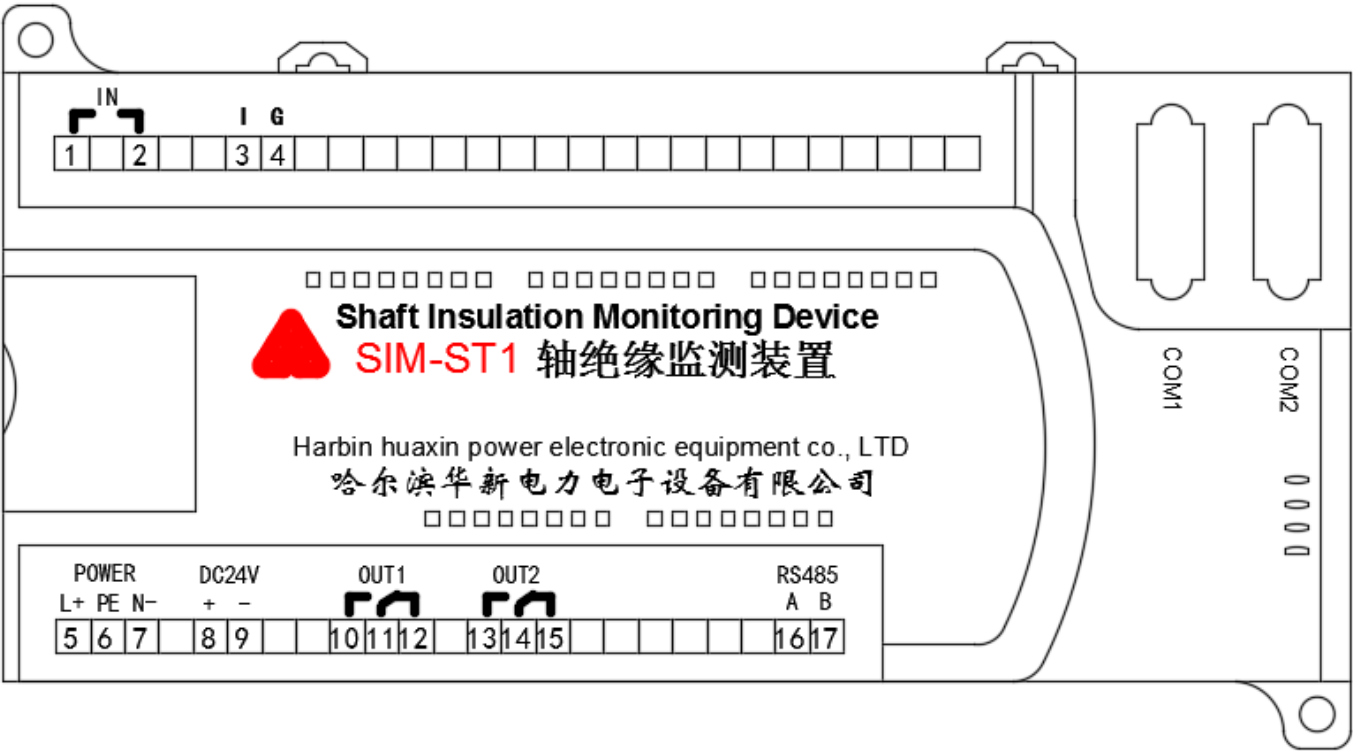 IN
I G
1 2 3 4
Shaft Insulation Monitoring Device
SIM-ST1 轴绝缘监测装置
COM1
COM2
Harbin huaxin power electronic equipment co., LTD
哈尔滨华新电力电子设备有限公司
POWER DC24V OUT1 OUT2 RS485
L+ PE N- + - A B
5 6 7 8 9 10 11 12 13 14 15 16 17